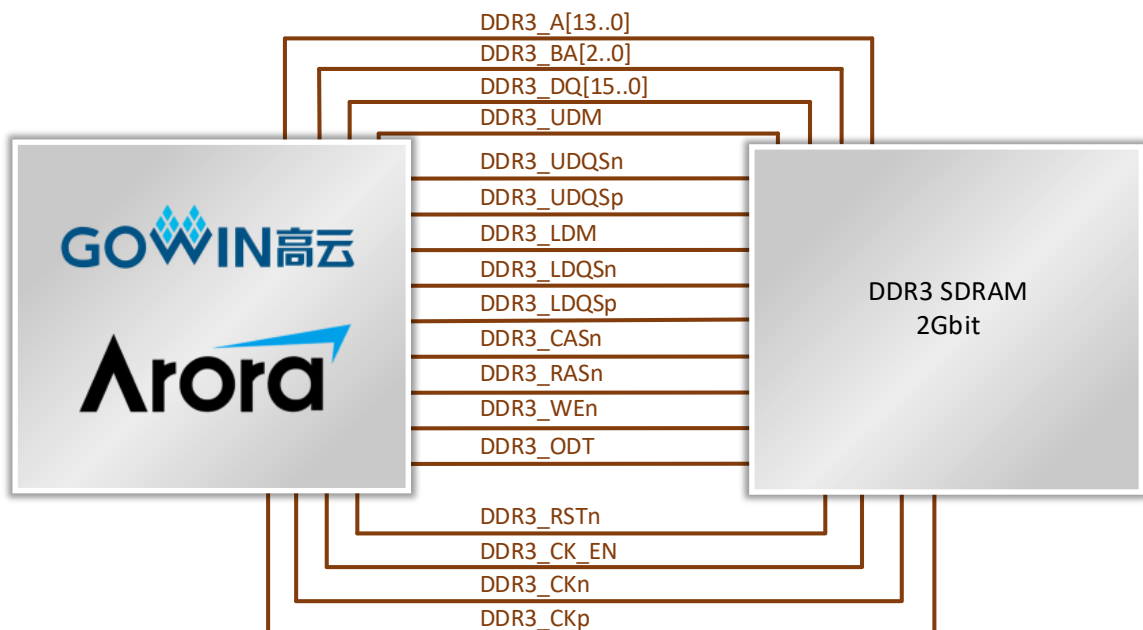 DDR3_A[13..0]
DDR3_BA[2..0]
DDR3_DQ[15..0]
DDR3_UDM
DDR3_UDQSn
DDR3_UDQSp
DDR3_LDM
DDR3_LDQSn
DDR3_LDQSp
DDR3_CASn
DDR3_RASn
DDR3_WEn
DDR3_ODT
DDR3_RSTn
DDR3_CK_EN
DDR3_CKn
DDR3_CKp
GOWIN高云
Arora
DDR3 SDRAM
2Gbit